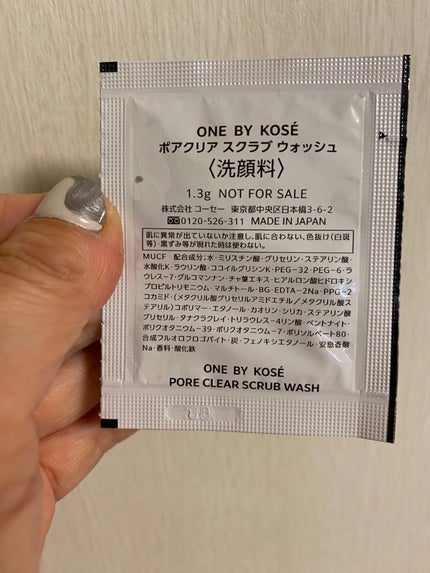 ONE BY KOSÉ
ポアクリア スクラブ ウォッシュ
〈洗顔料〉
1.3g NOT FOR SALE
株式会社 コーセー 東京都中央区日本橋3-6-2
0120-526-311 MADE IN JAPAN
肌に異常が出ていないか注意し、肌に合わない、色抜け(白斑
等)・黒ずみ等が現れた時は使わない。
MUCF 配合成分;水・ミリスチン酸・グリセリン・ステアリン酸・
水酸化K・ラウリン酸・ココイルグリシンK・PEG-32・PEG-6・ラ
ウレス-7・グルコマンナン・チャ葉エキス・ヒアルロン酸ヒドロキシ
プロピルトリモニウム・マルチトール・BG・EDTA-2Na・PPG-2
コカミド・(メタクリル酸グリセリルアミドエチル/メタクリル酸ス
テアリル)コポリマー・エタノール・カオリン・シリカ・ステアリン酸
グリセリル・タナクラクレイ・トリラウレス-4リン酸・ベントナイト・
ポリクオタニウム-39・ポリクオタニウム-7・ポリソルベート80・
合成フルオロフロゴパイト・炭・フェノキシエタノール・安息香酸
Na・香料・酸化鉄
ONE BY KOSÉ
PORE CLEAR SCRUB WASH